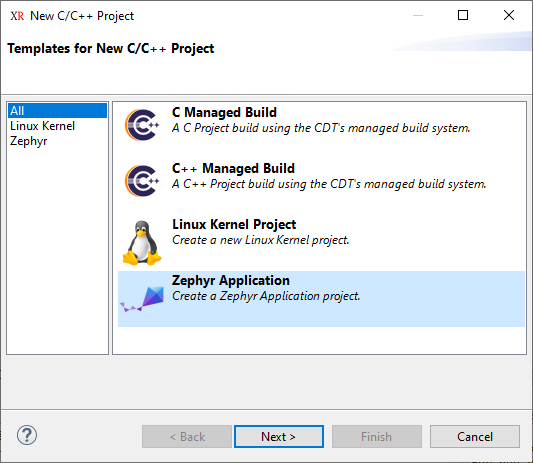 XR New C/C++ Project
Templates for New C/C++ Project
All
Linux Kernel
Zephyr
C Managed Build
A C Project build using the CDT's managed build system.
C++ Managed Build
A C++ Project build using the CDT's managed build system.
Linux Kernel Project
Create a new Linux Kernel project.
Zephyr Application
Create a Zephyr Application project.
? < Back Next > Finish Cancel